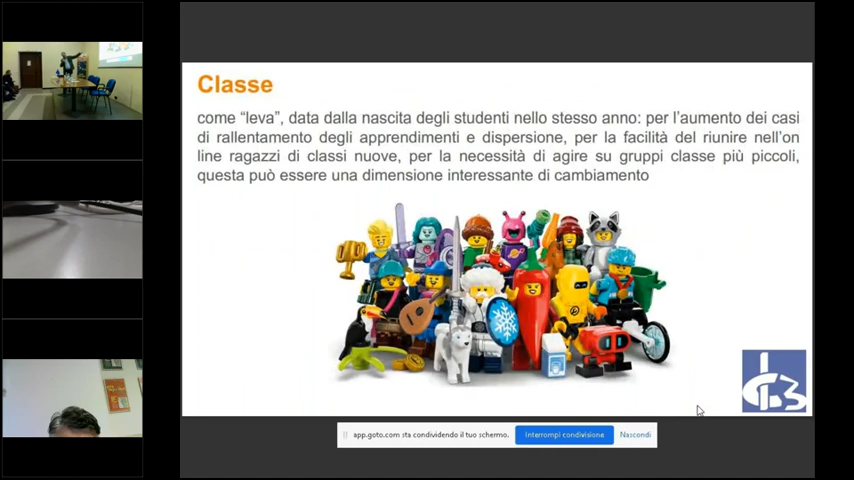 Classe
come “leva”, data dalla nascita degli studenti nello stesso anno: per l’aumento dei casi
di rallentamento degli apprendimenti e dispersione, per la facilità del riunire nell’on
line ragazzi di classi nuove, per la necessità di agire su gruppi classe più piccoli,
questa può essere una dimensione interessante di cambiamento
app.goto.com sta condividendo il tuo schermo. Interrompi condivisione Nascondi